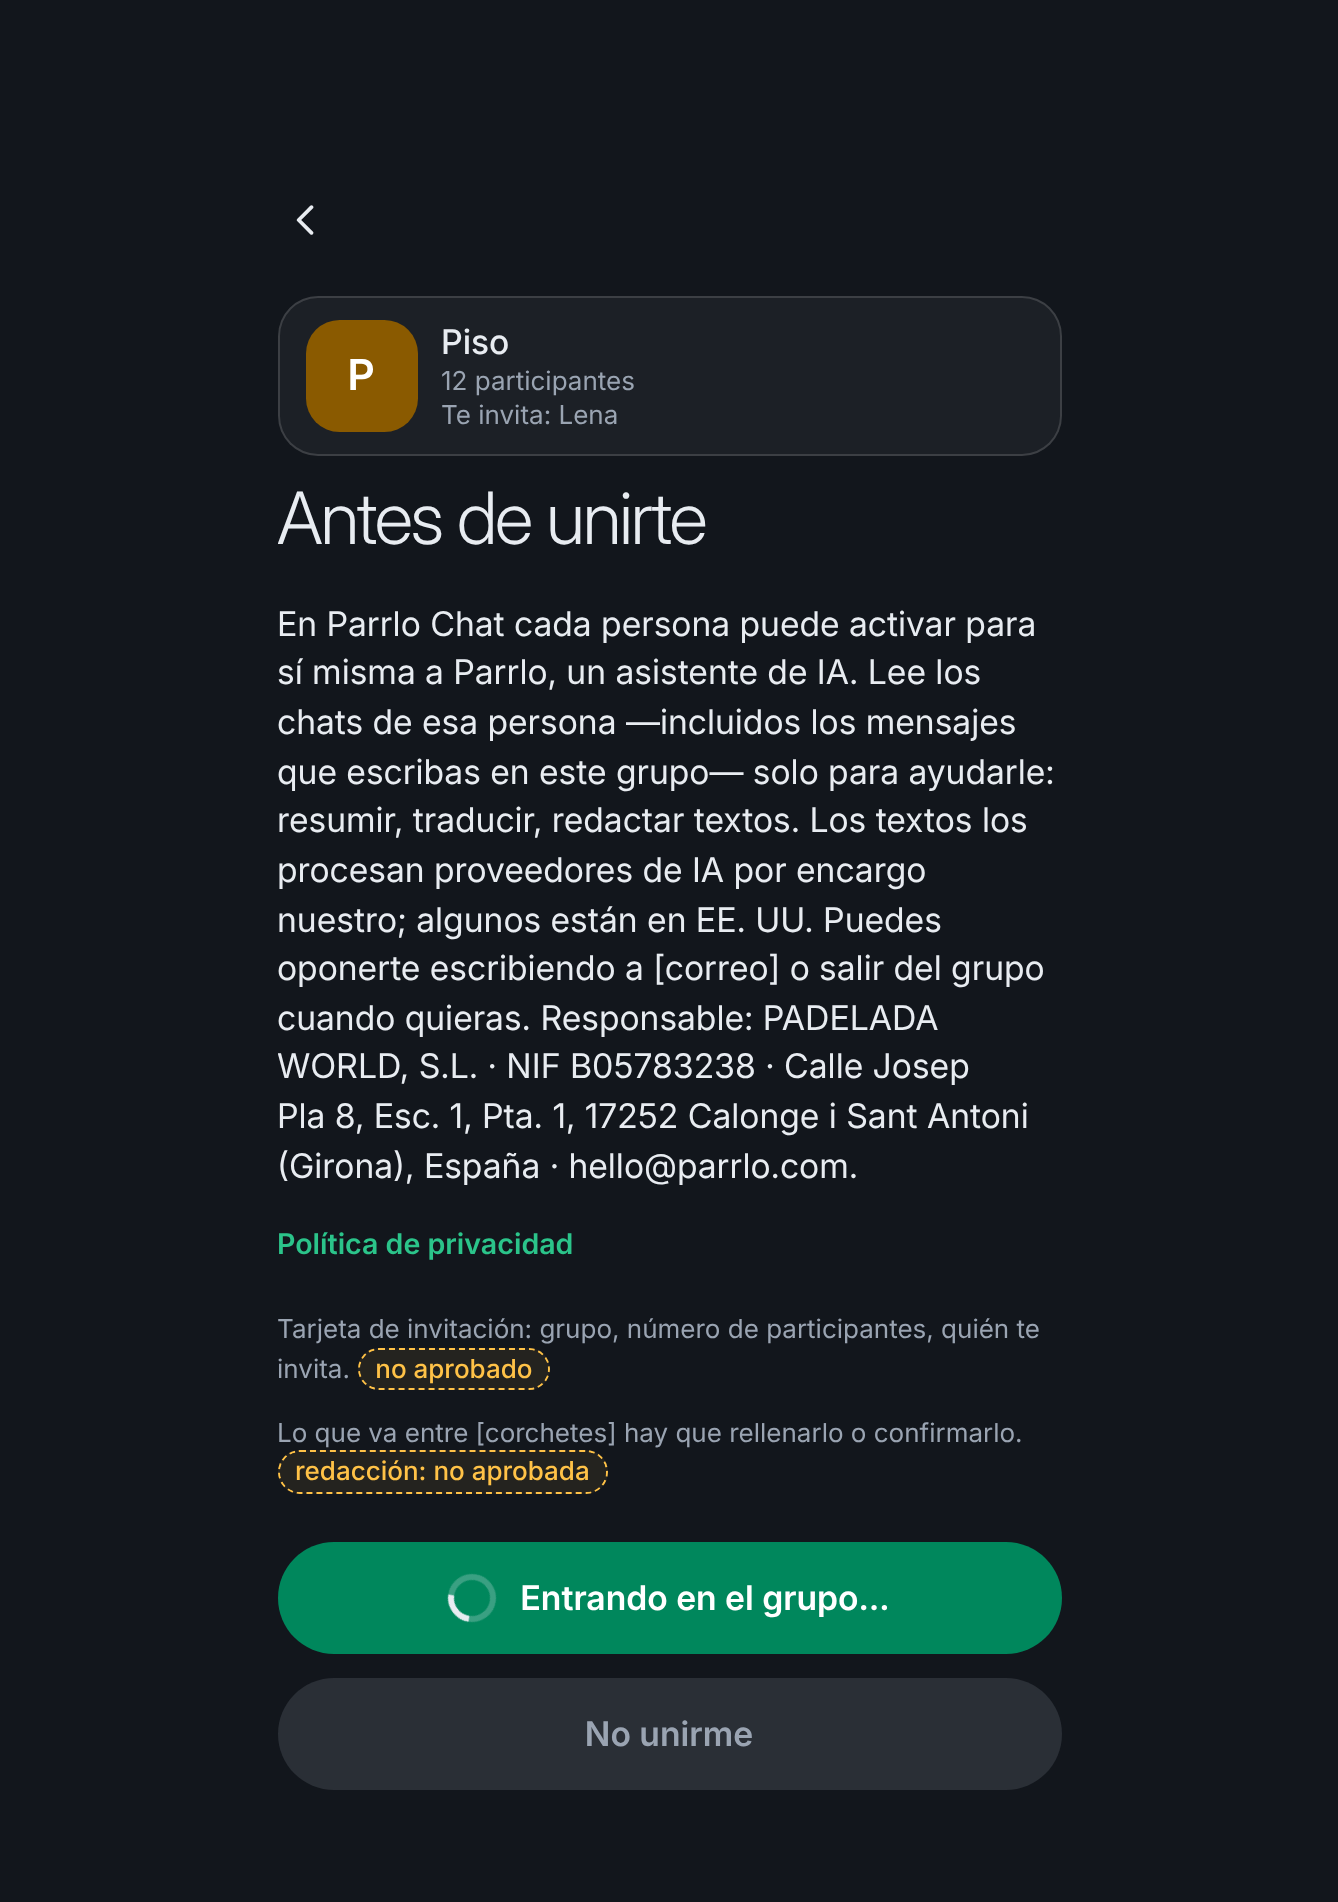 P
Piso
12 participantes
Te invita: Lena
Antes de unirte
En Parrlo Chat cada persona puede activar para
sí misma a Parrlo, un asistente de IA. Lee los
chats de esa persona —incluidos los mensajes
que escribas en este grupo— solo para ayudarle:
resumir, traducir, redactar textos. Los textos los
procesan proveedores de IA por encargo
nuestro; algunos están en EE. UU. Puedes
oponerte escribiendo a [correo] o salir del grupo
cuando quieras. Responsable: PADELADA
WORLD, S.L. · NIF B05783238 · Calle Josep
Pla 8, Esc. 1, Pta. 1, 17252 Calonge i Sant Antoni
(Girona), España · hello@parrlo.com.
Política de privacidad
Tarjeta de invitación: grupo, número de participantes, quién te
invita. no aprobado
Lo que va entre [corchetes] hay que rellenarlo o confirmarlo.
redacción: no aprobada
Entrando en el grupo...
No unirme